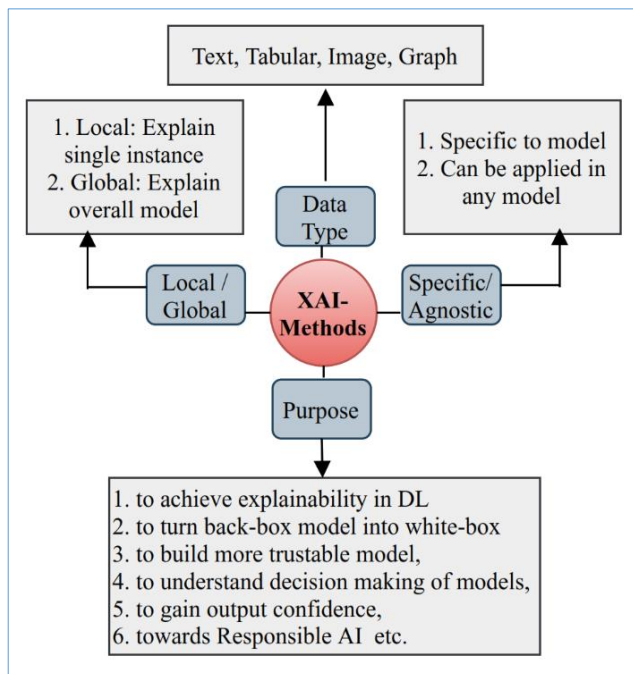 Text, Tabular, Image, Graph
1. Local: Explain
single instance
2. Global: Explain
overall model
1. Specific to model
2. Can be applied in
any model
Data
Type
Local /
Global
XAI-
Methods
Specific/
Agnostic
Purpose
1. to achieve explainability in DL
2. to turn back-box model into white-box
3. to build more trustable model,
4. to understand decision making of models,
5. to gain output confidence,
6. towards Responsible AI etc.